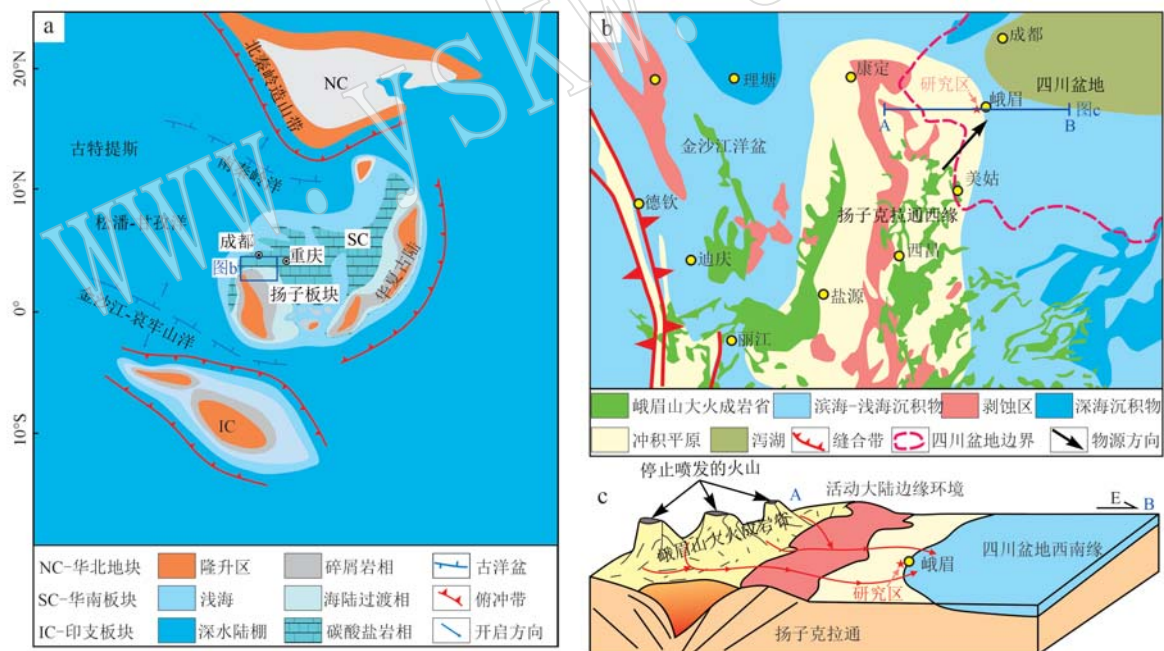 a
20°N
10°N
0°
10°S
北秦岭造山带
NC
古特提斯
南秦岭洋
松潘-甘孜洋
成都
重庆
SC
图b
扬子板块
华夏古陆
金沙江-哀牢山洋
IC
NC-华北地块
隆升区
碎屑岩相
古洋盆
SC-华南板块
浅海
海陆过渡相
俯冲带
IC-印支板块
深水陆棚
碳酸盐岩相
开启方向
b
成都
康定
理塘
四川盆地
研究区
峨眉
A
B
图c
金沙江洋盆
美姑
德钦
扬子克拉通西缘
迪庆
西昌
盐源
丽江
峨眉山大火成岩省
滨海-浅海沉积物
剥蚀区
深海沉积物
冲积平原
泻湖
缝合带
四川盆地边界
物源方向
c
停止喷发的火山
A
活动大陆边缘环境
E
B
峨眉山大火成岩省
四川盆地西南缘
峨眉
研究区
扬子克拉通